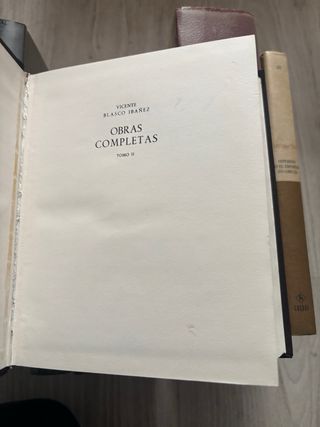 VICENTE
BLASCO IBAÑEZ
OBRAS
COMPLETAS
TOMO II